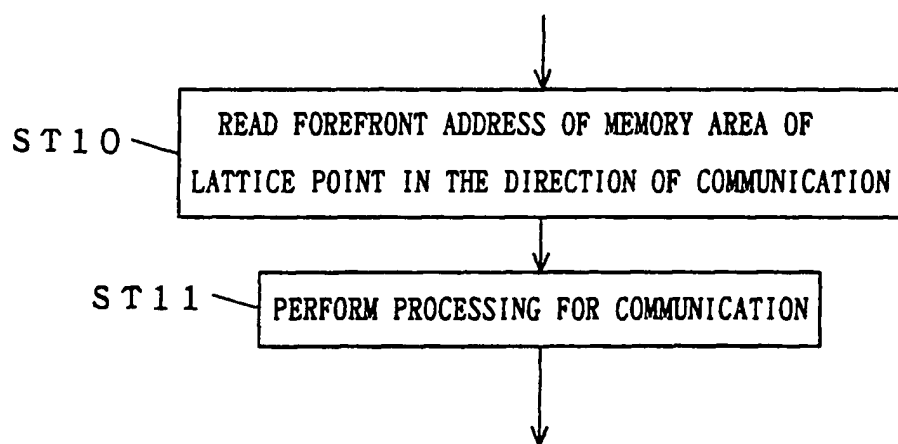 READ FOREFRONT ADDRESS OF MEMORY AREA OF
ST10
LATTICE POINT IN THE DIRECTION OF COMMUNICATION
ST11
PERFORM PROCESSING FOR COMMUNICATION